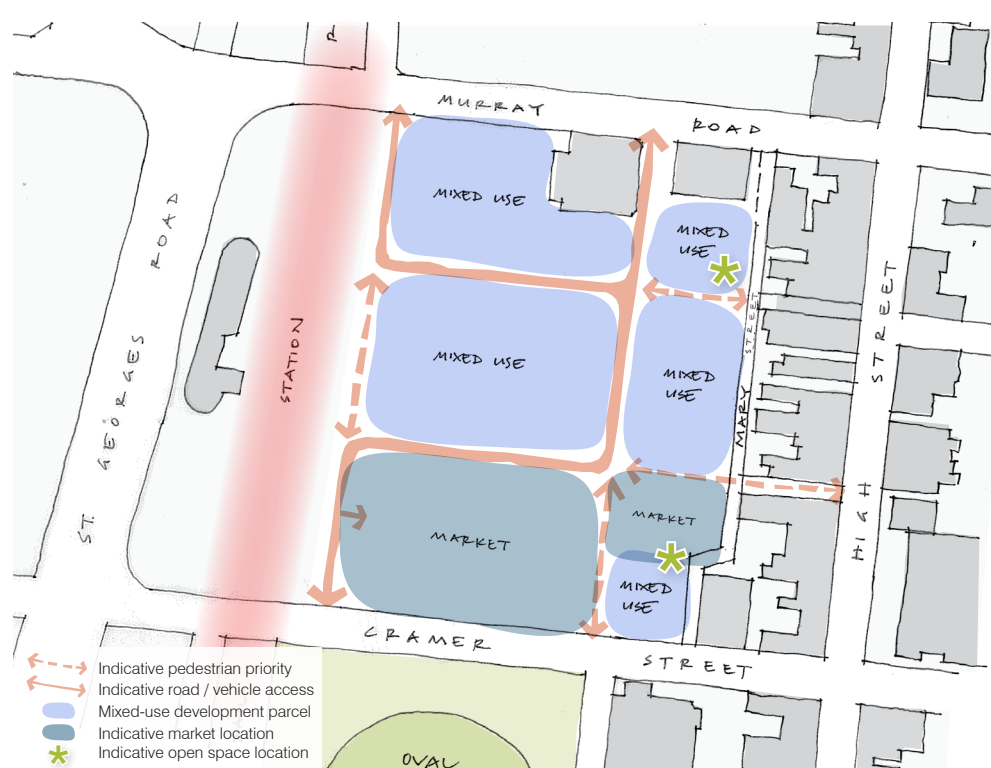 MURRAY
ROAD
MIXED USE
MIXED
USE
ROAD
GEORGES
ST.
STATION
MIXED USE
MIXED
USE
STREET
MARY
STREET
HIGH
MARKET
MARKET
MIXED
USE
CRAMER
STREET
OVAL
Indicative pedestrian priority
Indicative road / vehicle access
Mixed-use development parcel
Indicative market location
Indicative open space location